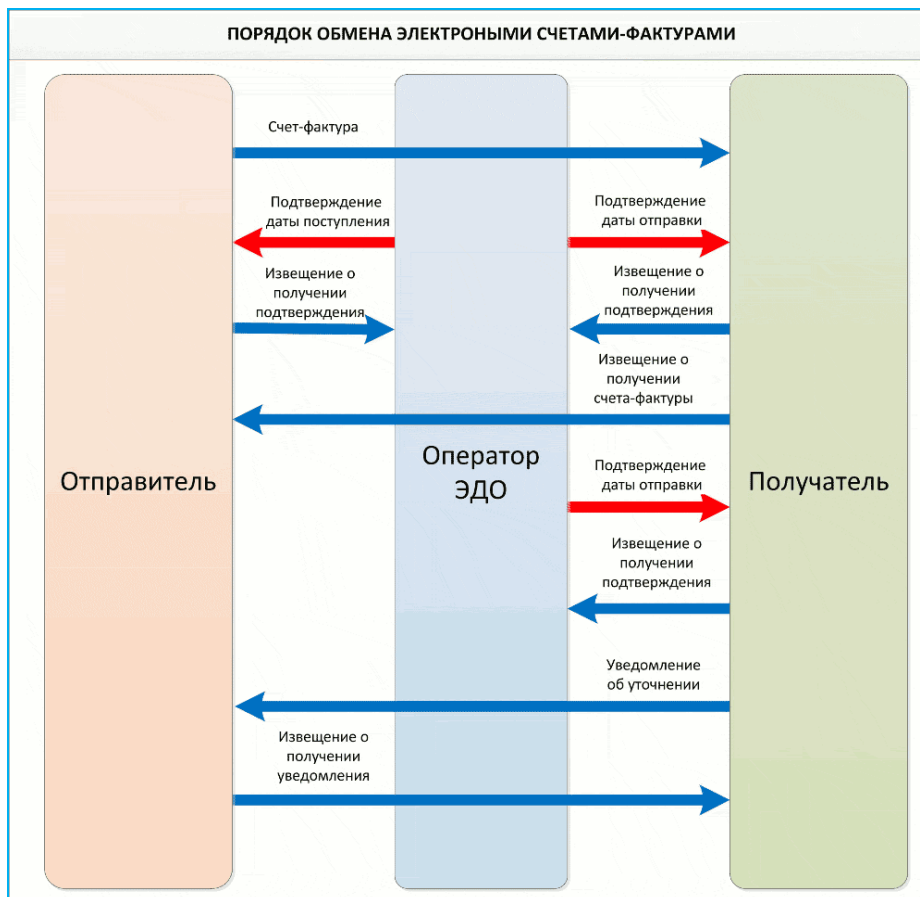 ПОРЯДОК ОБМЕНА ЭЛЕКТРОНЫМИ СЧЕТАМИ-ФАКТУРАМИ
Счет-фактура
Подтверждение
даты поступления
Подтверждение
даты отправки
Извещение о
получении
подтверждения
Извещение о
получении
подтверждения
Извещение о
получении
счета-фактуры
Отправитель
Оператор
ЭДО
Подтверждение
даты отправки
Получатель
Извещение о
получении
подтверждения
Уведомление
об уточнении
Извещение о
получении
уведомления